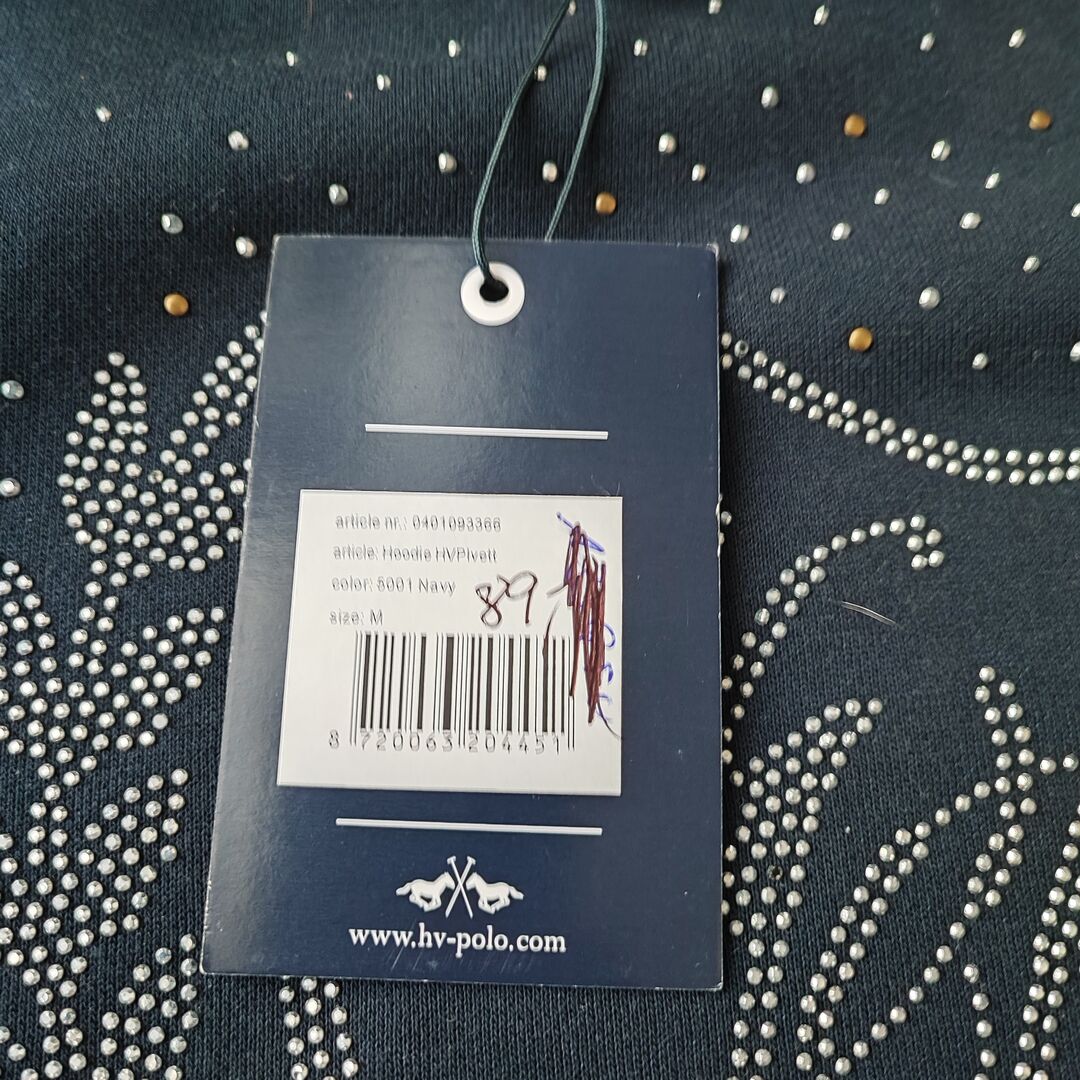 article nr.: 0401093366
article: Hoodie HVPIvett
color: 5001 Navy
size: M
89,-
8 720063 204451
www.hv-polo.com